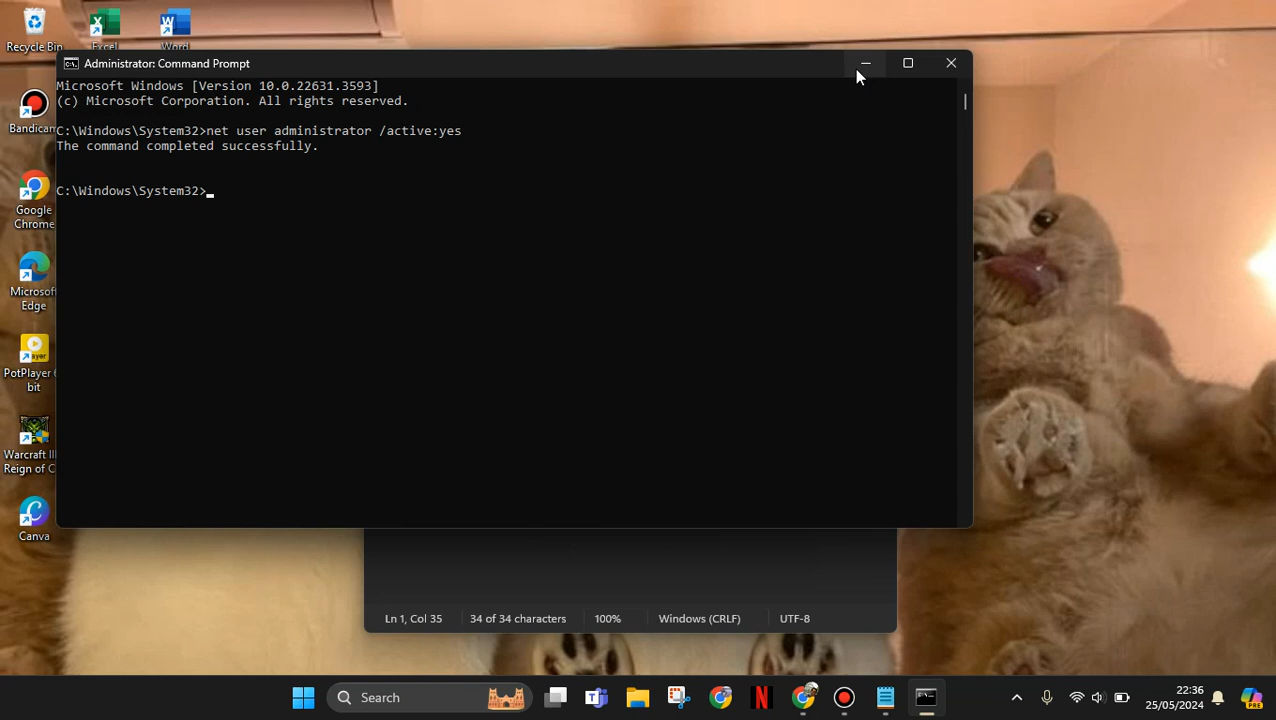 Recycle Bin
Excel
Word
Administrator: Command Prompt
Microsoft Windows [Version 10.0.22631.3593]
(c) Microsoft Corporation. All rights reserved.
C:\Windows\System32>net user administrator /active:yes
The command completed successfully.
C:\Windows\System32>
Bandicam
Google
Chrome
Microsoft
Edge
PotPlayer 6
bit
Warcraft III
Reign of C
Canva
Ln 1, Col 35
34 of 34 characters
100%
Windows (CRLF)
UTF-8
Search
22:36
25/05/2024
PRE